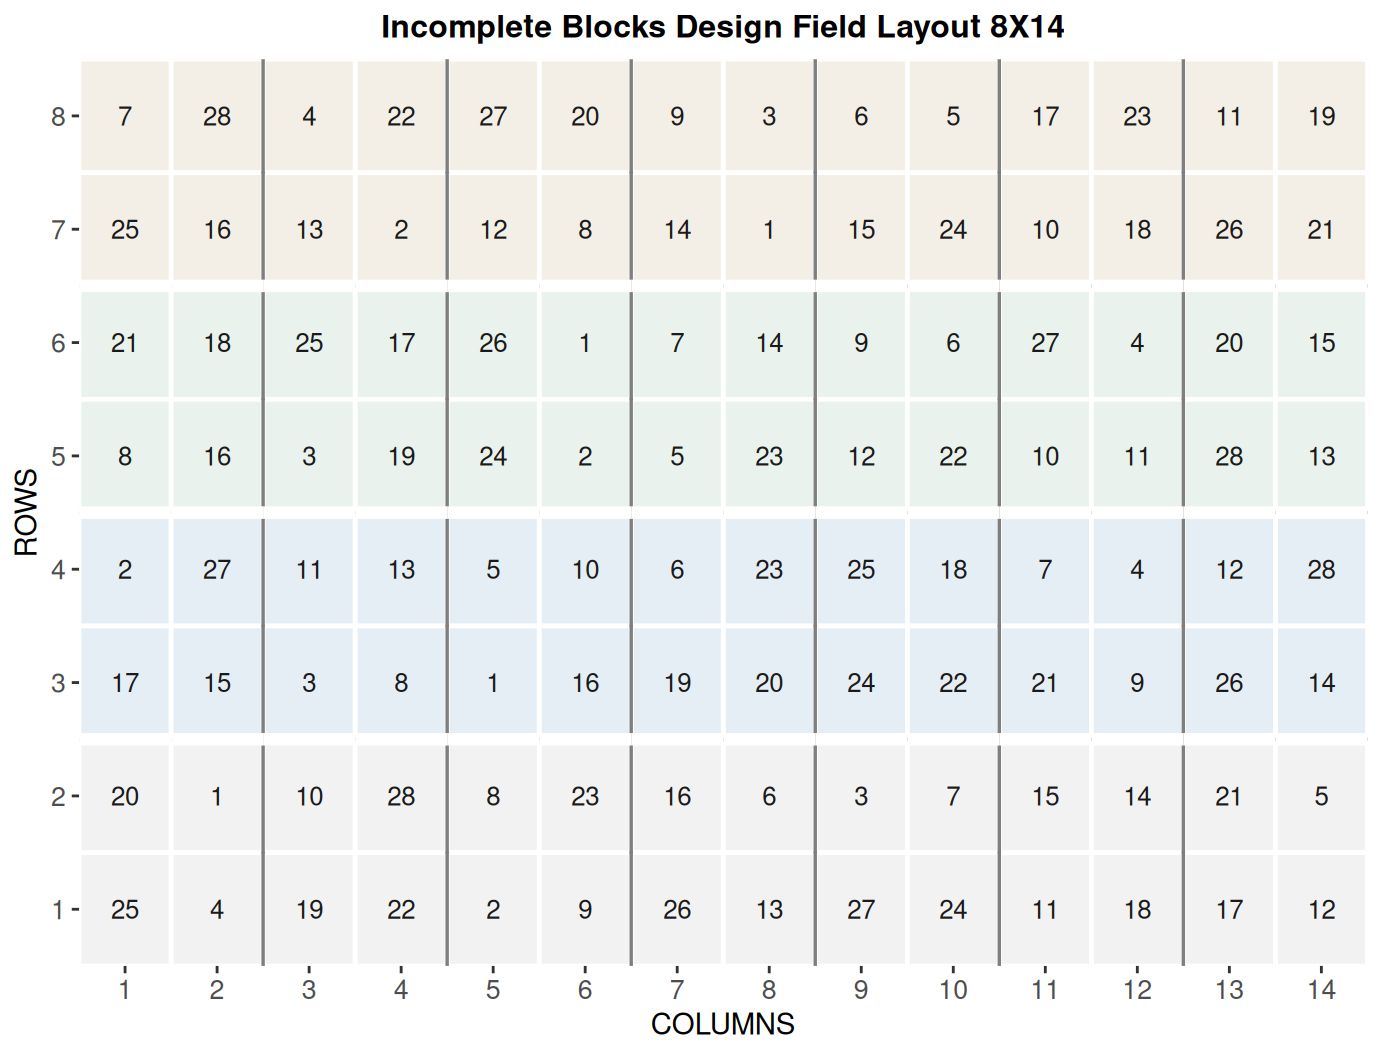 Incomplete Blocks Design Field Layout 8X14
8 7 28 4 22 27 20 9 3 6 5 17 23 11 19
7 25 16 13 2 12 8 14 1 15 24 10 18 26 21
6 21 18 25 17 26 1 7 14 9 6 27 4 20 15
5 8 16 3 19 24 2 5 23 12 22 10 11 28 13
ROWS
4 2 27 11 13 5 10 6 23 25 18 7 4 12 28
3 17 15 3 8 1 16 19 20 24 22 21 9 26 14
2 20 1 10 28 8 23 16 6 3 7 15 14 21 5
1 25 4 19 22 2 9 26 13 27 24 11 18 17 12
1 2 3 4 5 6 7 8 9 10 11 12 13 14
COLUMNS